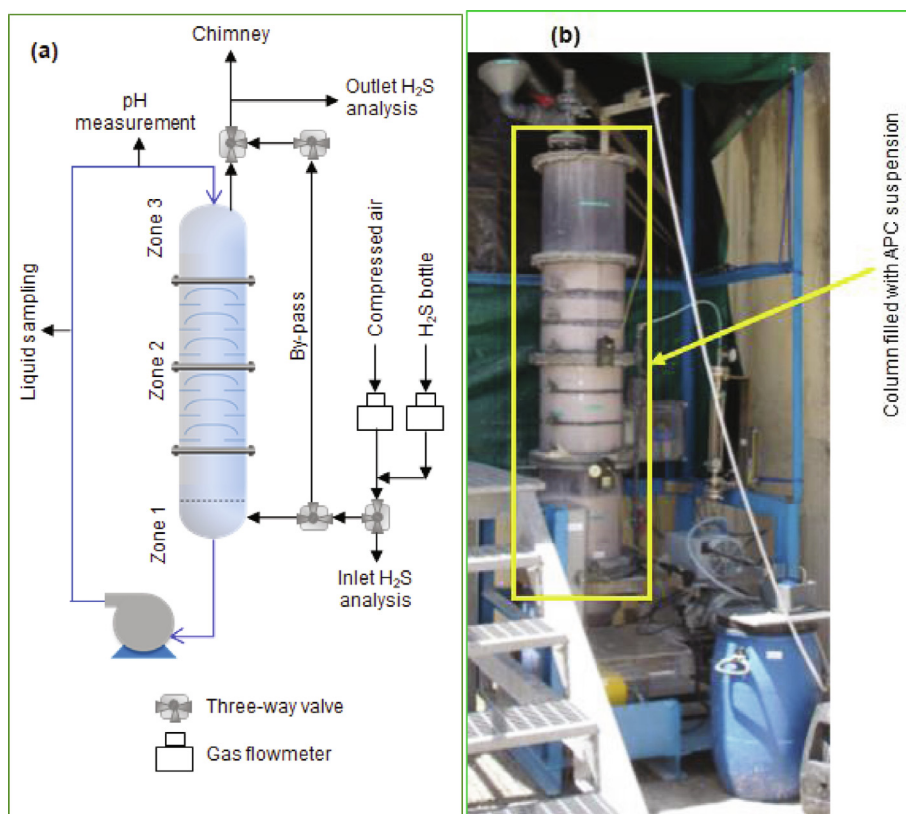 (a)
Chimney
Outlet H₂S
analysis
pH
measurement
Zone 3
Zone 2
Zone 1
Liquid sampling
By-pass
Compressed air
H₂S bottle
Inlet H₂S
analysis
Three-way valve
Gas flowmeter
(b)
Column filled with APC suspension